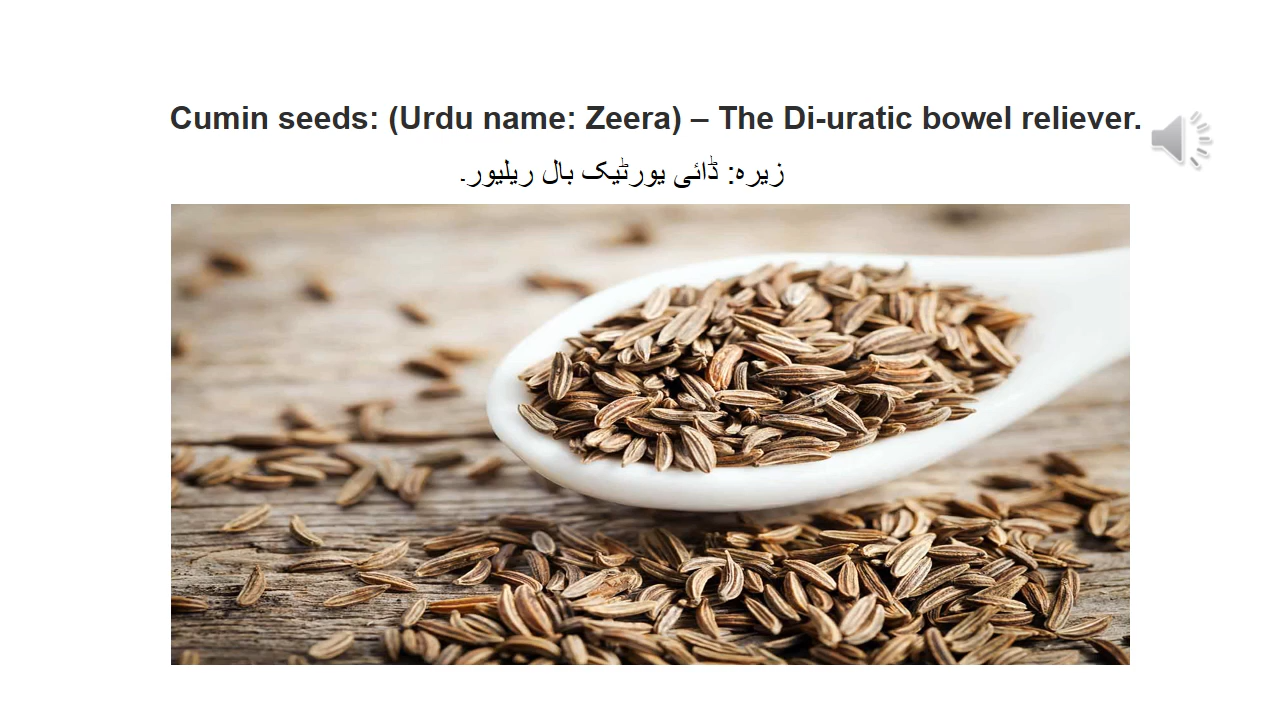 Cumin seeds: (Urdu name: Zeera) – The Di-uratic bowel reliever.
زیرہ: ڈائی یورٹیک بال ریلیور۔